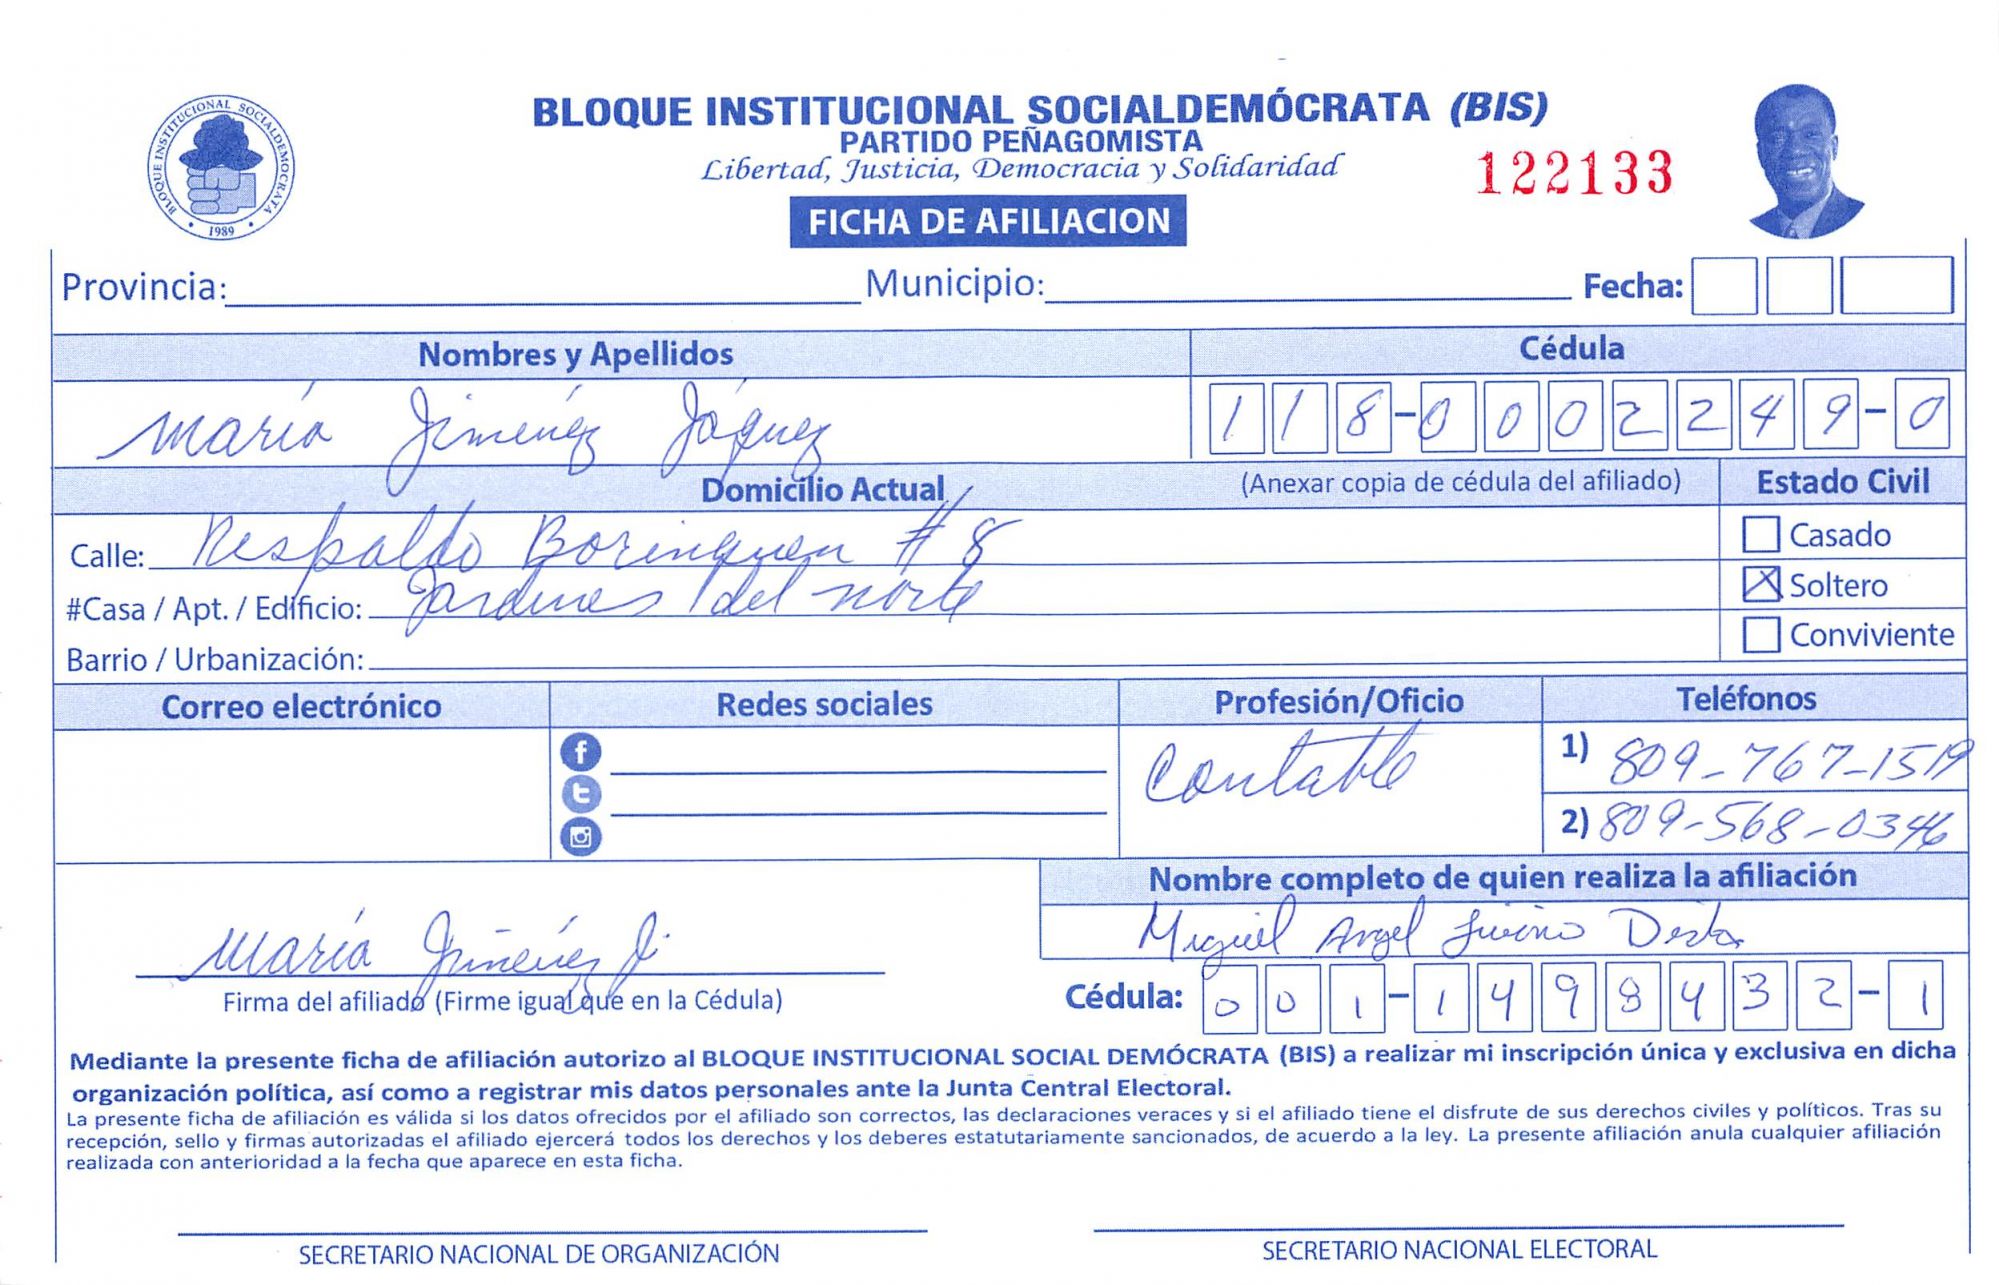 BLOQUE INSTITUCIONAL SOCIALDEMÓCRATA (BIS)
PARTIDO PEÑAGOMISTA
Libertad, Justicia, Democracia y Solidaridad
BLOQUE INSTITUCIONAL SOCIALDEMOCRATA
1989
122133
FICHA DE AFILIACION
Provincia: Municipio: Fecha:
Nombres y Apellidos Cédula
María Jiménez Jáquez 118-0002249-0
Domicilio Actual (Anexar copia de cédula del afiliado) Estado Civil
Calle: Respaldo Borinquen # 8 Casado
#Casa / Apt. / Edificio: Jardines del norte Soltero
Barrio / Urbanización: Conviviente
Correo electrónico Redes sociales Profesión/Oficio Teléfonos
Contable 1) 809-767-1519
2) 809-568-0346
Nombre completo de quien realiza la afiliación
Miguel Angel
María Jiménez J.
Firma del afiliado (Firme igual que en la Cédula) Cédula: 001-1498432-1
Mediante la presente ficha de afiliación autorizo al BLOQUE INSTITUCIONAL SOCIAL DEMÓCRATA (BIS) a realizar mi inscripción única y exclusiva en dicha
organización política, así como a registrar mis datos personales ante la Junta Central Electoral.
La presente ficha de afiliación es válida si los datos ofrecidos por el afiliado son correctos, las declaraciones veraces y si el afiliado tiene el disfrute de sus derechos civiles y políticos. Tras su
recepción, sello y firmas autorizadas el afiliado ejercerá todos los derechos y los deberes estatutariamente sancionados, de acuerdo a la ley. La presente afiliación anula cualquier afiliación
realizada con anterioridad a la fecha que aparece en esta ficha.
SECRETARIO NACIONAL DE ORGANIZACIÓN SECRETARIO NACIONAL ELECTORAL